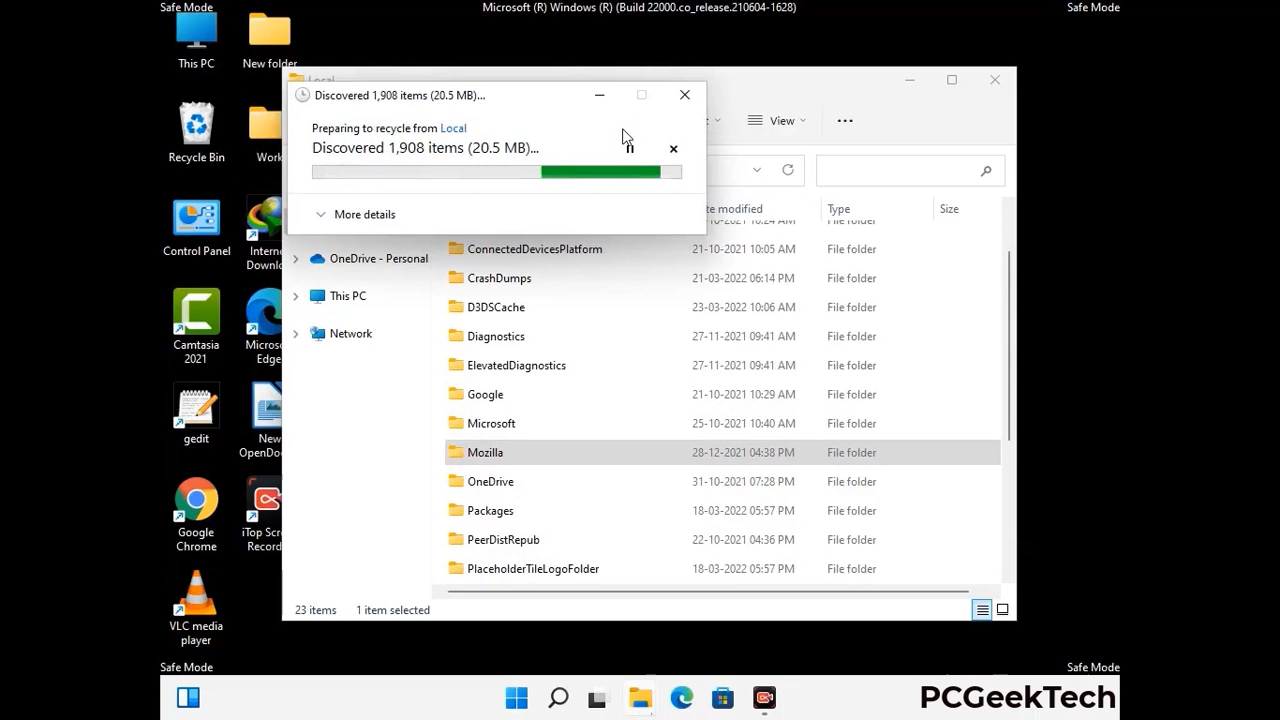 Safe Mode
Microsoft (R) Windows (R) (Build 22000.co_release.210604-1628)
Safe Mode
This PC
New folder
Recycle Bin
Work
Control Panel
Camtasia
2021
Edge
gedit
New
Google
Chrome
VLC media
player
Local
Discovered 1,908 items (20.5 MB)...
Preparing to recycle from Local
Discovered 1,908 items (20.5 MB)...
More details
View
Type
Size
OneDrive - Personal
This PC
Network
File folder
ConnectedDevicesPlatform 21-10-2021 10:05 AM File folder
CrashDumps 21-03-2022 06:14 PM File folder
D3DSCache 23-03-2022 10:06 AM File folder
Diagnostics 27-11-2021 09:41 AM File folder
ElevatedDiagnostics 27-11-2021 09:41 AM File folder
Google 21-10-2021 10:29 AM File folder
Microsoft 25-10-2021 10:40 AM File folder
Mozilla 28-12-2021 04:38 PM File folder
OneDrive 31-10-2021 07:28 PM File folder
Packages 18-03-2022 05:57 PM File folder
PeerDistRepub 22-10-2021 04:36 PM File folder
PlaceholderTileLogoFolder 18-03-2022 05:57 PM File folder
23 items 1 item selected
Safe Mode
Safe Mode
PCGeekTech